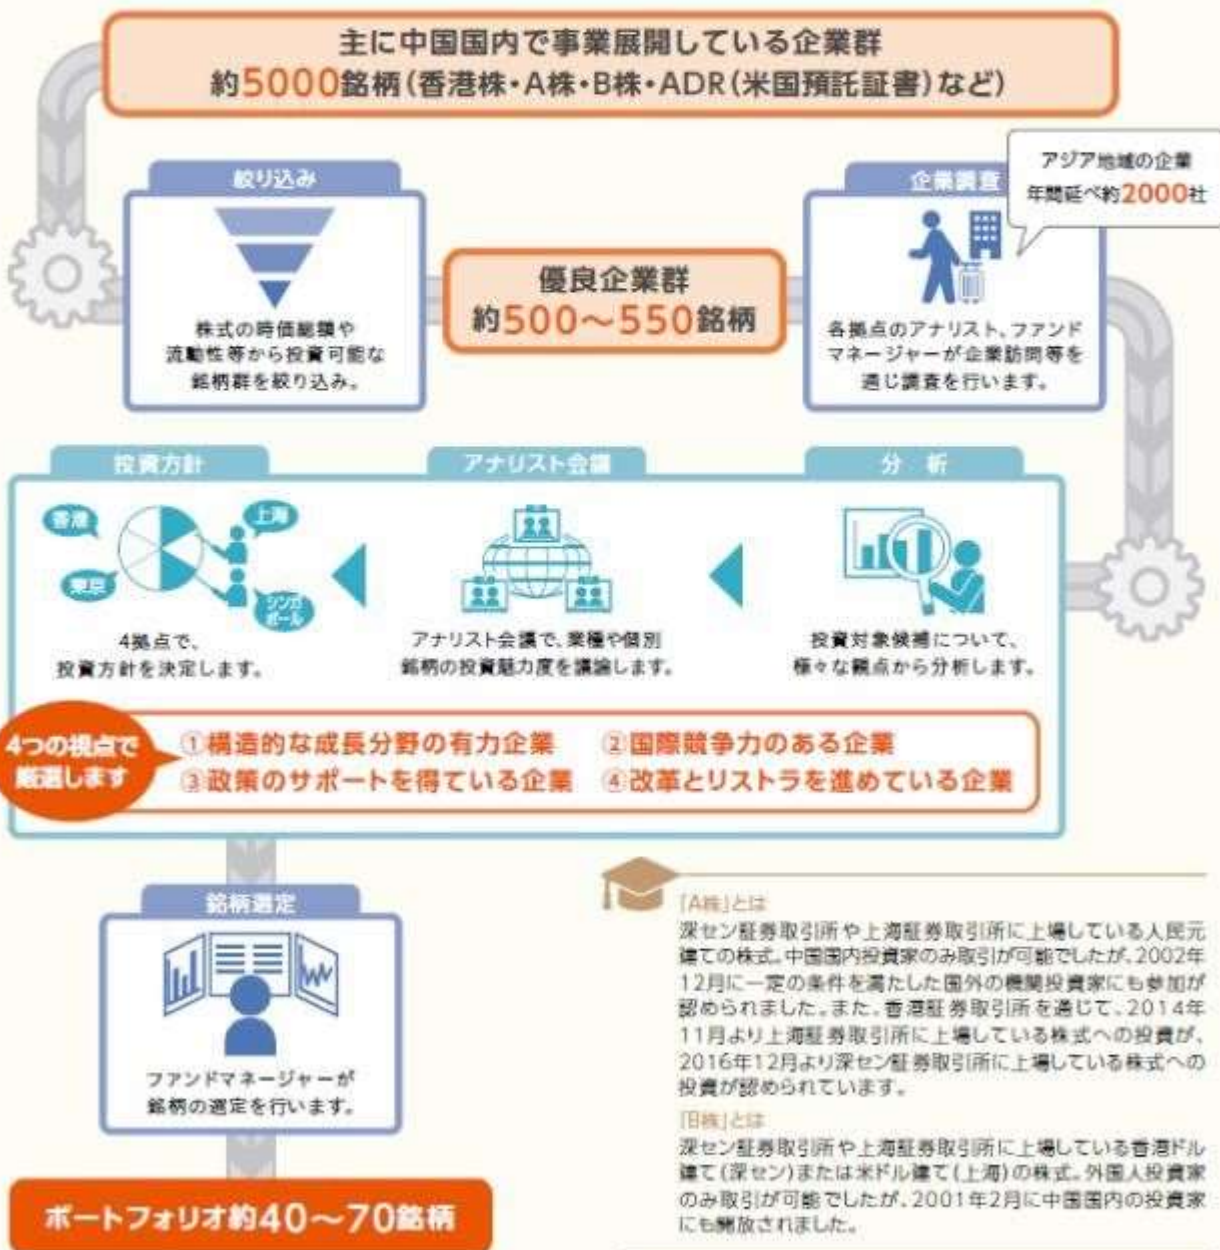 主に中国国内で事業展開している企業群
約5000銘柄(香港株・A株・B株・ADR(米国預託証書)など)
絞り込み
株式の時価総額や
流動性等から投資可能な
銘柄群を絞り込み。
優良企業群
約500～550銘柄
企業調査
アジア地域の企業
年間延べ約2000社
各拠点のアナリスト、ファンド
マネージャーが企業訪問等を
通じ調査を行います。
投資方針
香港
上海
東京
シンガ
ポール
4拠点で、
投資方針を決定します。
アナリスト会議
アナリスト会議で、業種や個別
銘柄の投資魅力度を議論します。
分 析
投資対象候補について、
様々な観点から分析します。
4つの視点で
厳選します
①構造的な成長分野の有力企業
②国際競争力のある企業
③政策のサポートを得ている企業
④改革とリストラを進めている企業
銘柄選定
ファンドマネージャーが
銘柄の選定を行います。
ポートフォリオ約40～70銘柄
「A株」とは
深セン証券取引所や上海証券取引所に上場している人民元
建ての株式。中国国内投資家のみ取引が可能でしたが、2002年
12月に一定の条件を満たした国外の機関投資家にも参加が
認められました。また、香港証券取引所を通じて、2014年
11月より上海証券取引所に上場している株式への投資が、
2016年12月より深セン証券取引所に上場している株式への
投資が認められています。
「B株」とは
深セン証券取引所や上海証券取引所に上場している香港ドル
建て(深セン)または米ドル建て(上海)の株式。外国人投資家
のみ取引が可能でしたが、2001年2月に中国国内の投資家
にも開放されました。